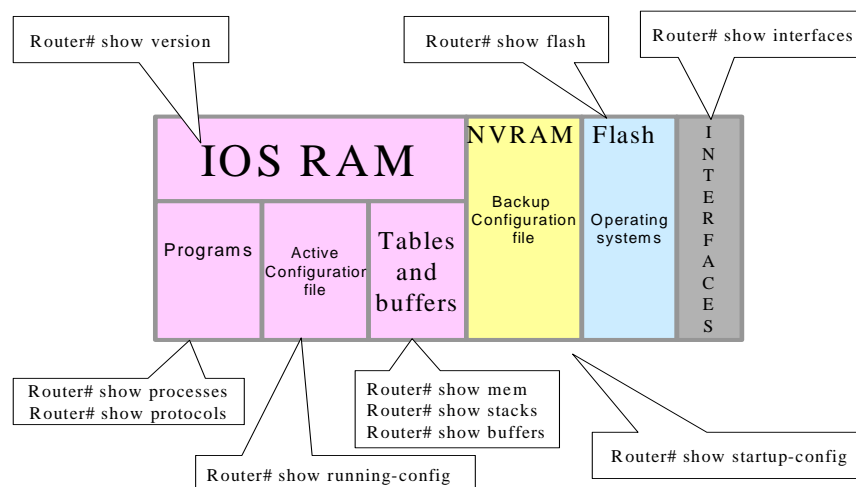 Router# show version
Router# show flash
Router# show interfaces
IOS RAM
NVRAM
Flash
INTERFACES
Backup
Configuration
file
Operating
systems
Programs
Active
Configuration
file
Tables
and
buffers
Router# show processes
Router# show protocols
Router# show mem
Router# show stacks
Router# show buffers
Router# show running-config
Router# show startup-config